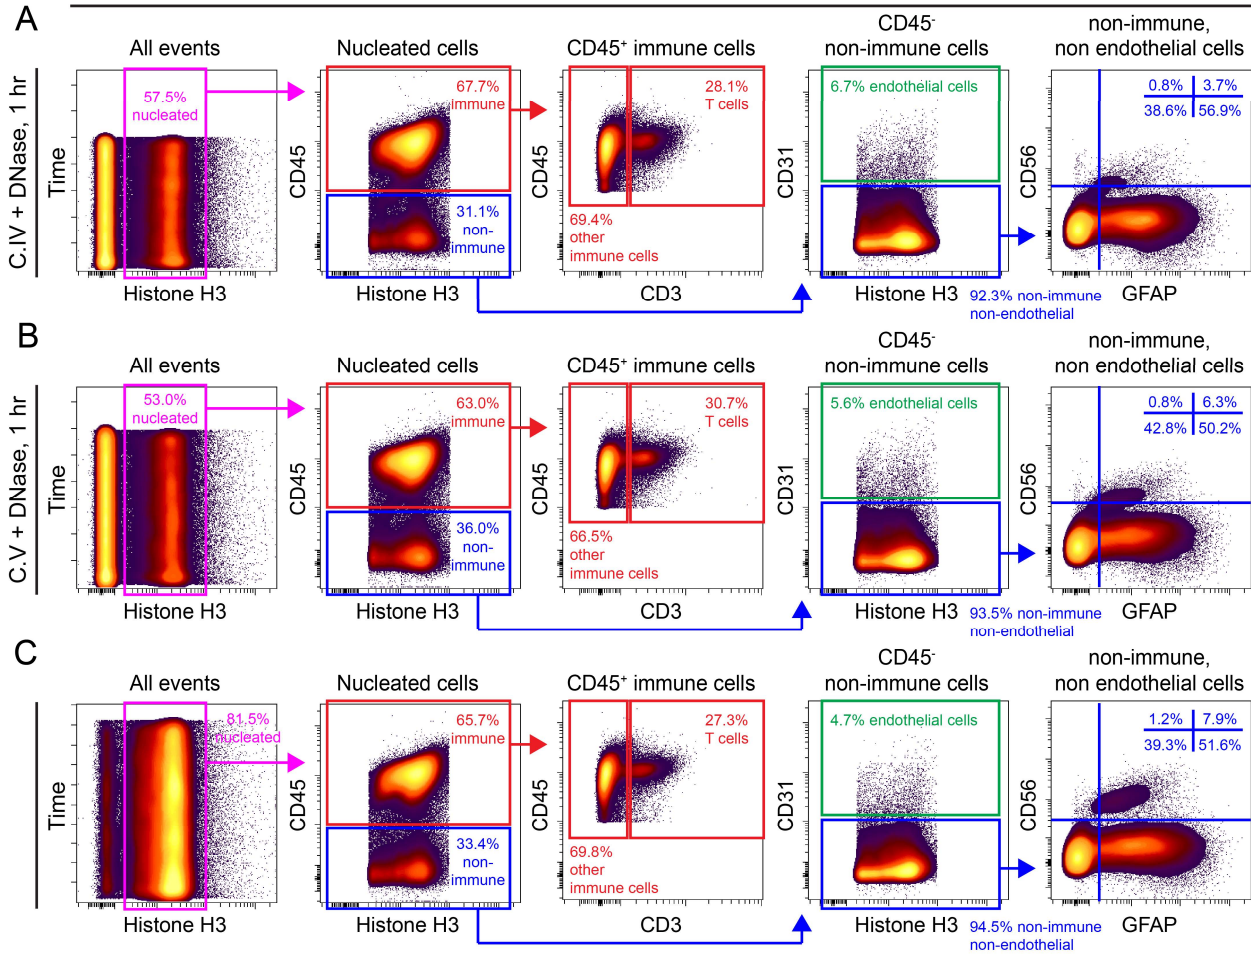 A
C.IV + DNase, 1 hr
All events
57.5%
nucleated
Time
Histone H3
Nucleated cells
67.7%
immune
31.1%
non-
immune
CD45
Histone H3
CD45⁺ immune cells
28.1%
T cells
69.4%
other
immune cells
CD45
CD3
CD45⁻
non-immune cells
6.7% endothelial cells
CD31
Histone H3
92.3% non-immune
non-endothelial
non-immune,
non endothelial cells
0.8% 3.7%
38.6% 56.9%
CD56
GFAP
B
C.V + DNase, 1 hr
All events
53.0%
nucleated
Time
Histone H3
Nucleated cells
63.0%
immune
36.0%
non-
immune
CD45
Histone H3
CD45⁺ immune cells
30.7%
T cells
66.5%
other
immune cells
CD45
CD3
CD45⁻
non-immune cells
5.6% endothelial cells
CD31
Histone H3
93.5% non-immune
non-endothelial
non-immune,
non endothelial cells
0.8% 6.3%
42.8% 50.2%
CD56
GFAP
C
All events
81.5%
nucleated
Time
Histone H3
Nucleated cells
65.7%
immune
33.4%
non-
immune
CD45
Histone H3
CD45⁺ immune cells
27.3%
T cells
69.8%
other
immune cells
CD45
CD3
CD45⁻
non-immune cells
4.7% endothelial cells
CD31
Histone H3
94.5% non-immune
non-endothelial
non-immune,
non endothelial cells
1.2% 7.9%
39.3% 51.6%
CD56
GFAP